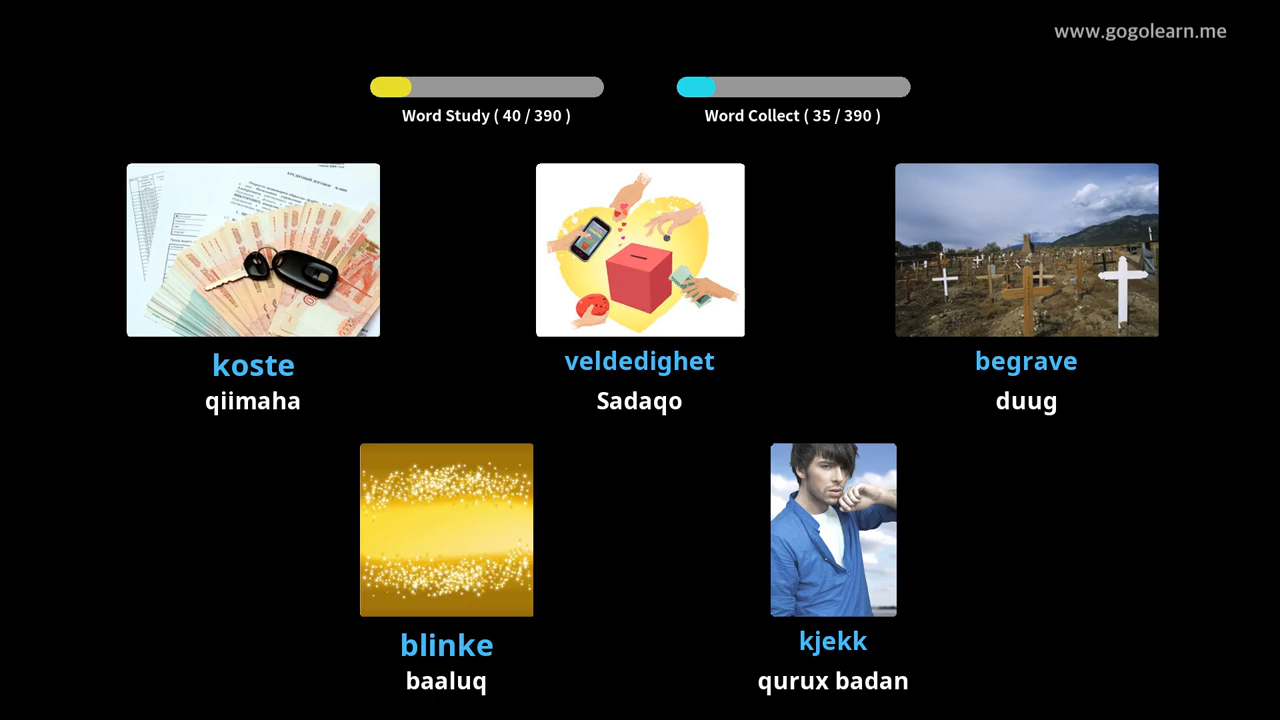 www.gogolearn.me
Word Study ( 40 / 390 )
Word Collect ( 35 / 390 )
koste
qiimaha
veldedighet
Sadaqo
begrave
duug
blinke
baaluq
kjekk
qurux badan